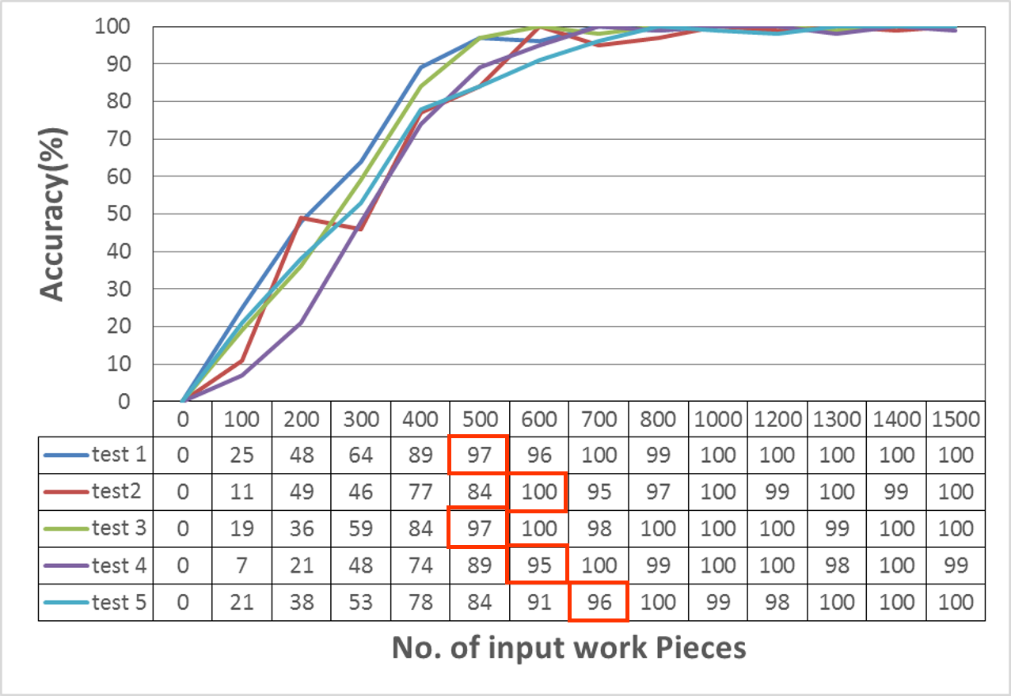 100
90
80
70
60
50
40
30
20
10
0
Accuracy(%)
0 100 200 300 400 500 600 700 800 1000 1200 1300 1400 1500
test 1 0 25 48 64 89 97 96 100 99 100 100 100 100 100
test2 0 11 49 46 77 84 100 95 97 100 99 100 99 100
test 3 0 19 36 59 84 97 100 98 100 100 100 99 100 100
test 4 0 7 21 48 74 89 95 100 99 100 100 98 100 99
test 5 0 21 38 53 78 84 91 96 100 99 98 100 100 100
No. of input work Pieces